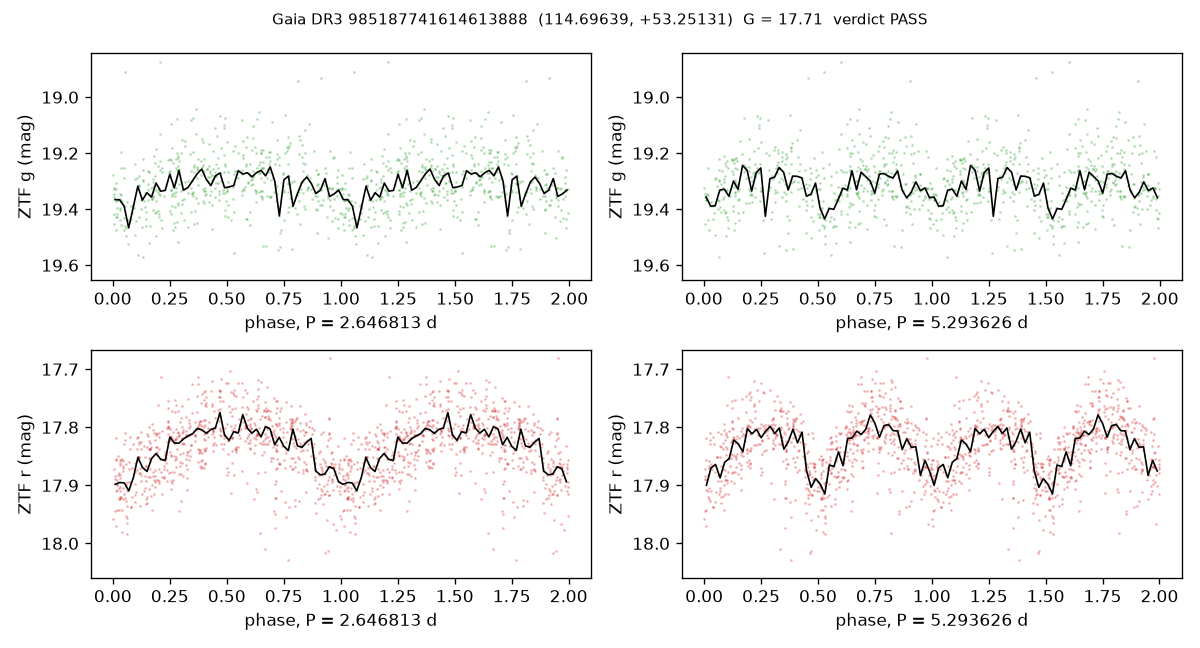 Gaia DR3 985187741614613888 (114.69639, +53.25131) G = 17.71 verdict PASS
ZTF g (mag)
19.0
19.2
19.4
19.6
0.00 0.25 0.50 0.75 1.00 1.25 1.50 1.75 2.00
phase, P = 2.646813 d
ZTF g (mag)
19.0
19.2
19.4
19.6
0.00 0.25 0.50 0.75 1.00 1.25 1.50 1.75 2.00
phase, P = 5.293626 d
ZTF r (mag)
17.7
17.8
17.9
18.0
0.00 0.25 0.50 0.75 1.00 1.25 1.50 1.75 2.00
phase, P = 2.646813 d
ZTF r (mag)
17.7
17.8
17.9
18.0
0.00 0.25 0.50 0.75 1.00 1.25 1.50 1.75 2.00
phase, P = 5.293626 d